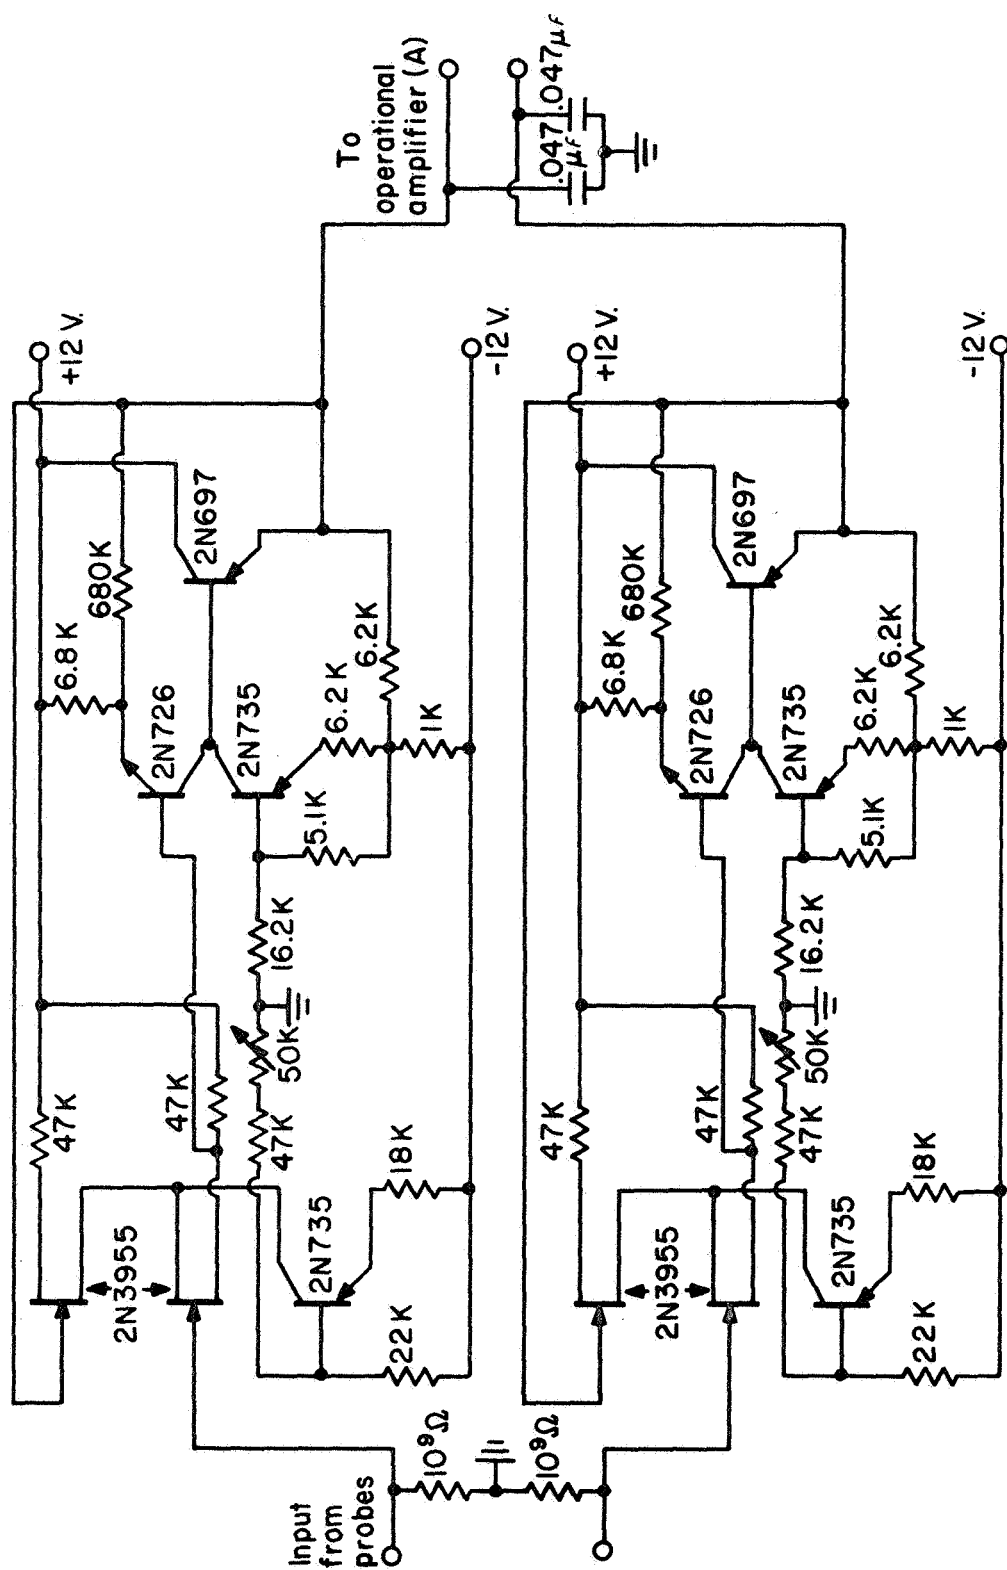 To
operational
amplifier (A)
.047
μf
.047μf
+12 V.
-12 V.
6.8K
680K
2N697
2N726
2N735
6.2K
6.2K
1K
5.1K
16.2K
50K
47K
47K
47K
18K
2N3955
2N735
22K
+12 V.
-12 V.
6.8K
680K
2N697
2N726
2N735
6.2K
6.2K
1K
5.1K
16.2K
50K
47K
47K
47K
18K
2N3955
2N735
22K
Input
from
probes
10⁹Ω
10⁹Ω